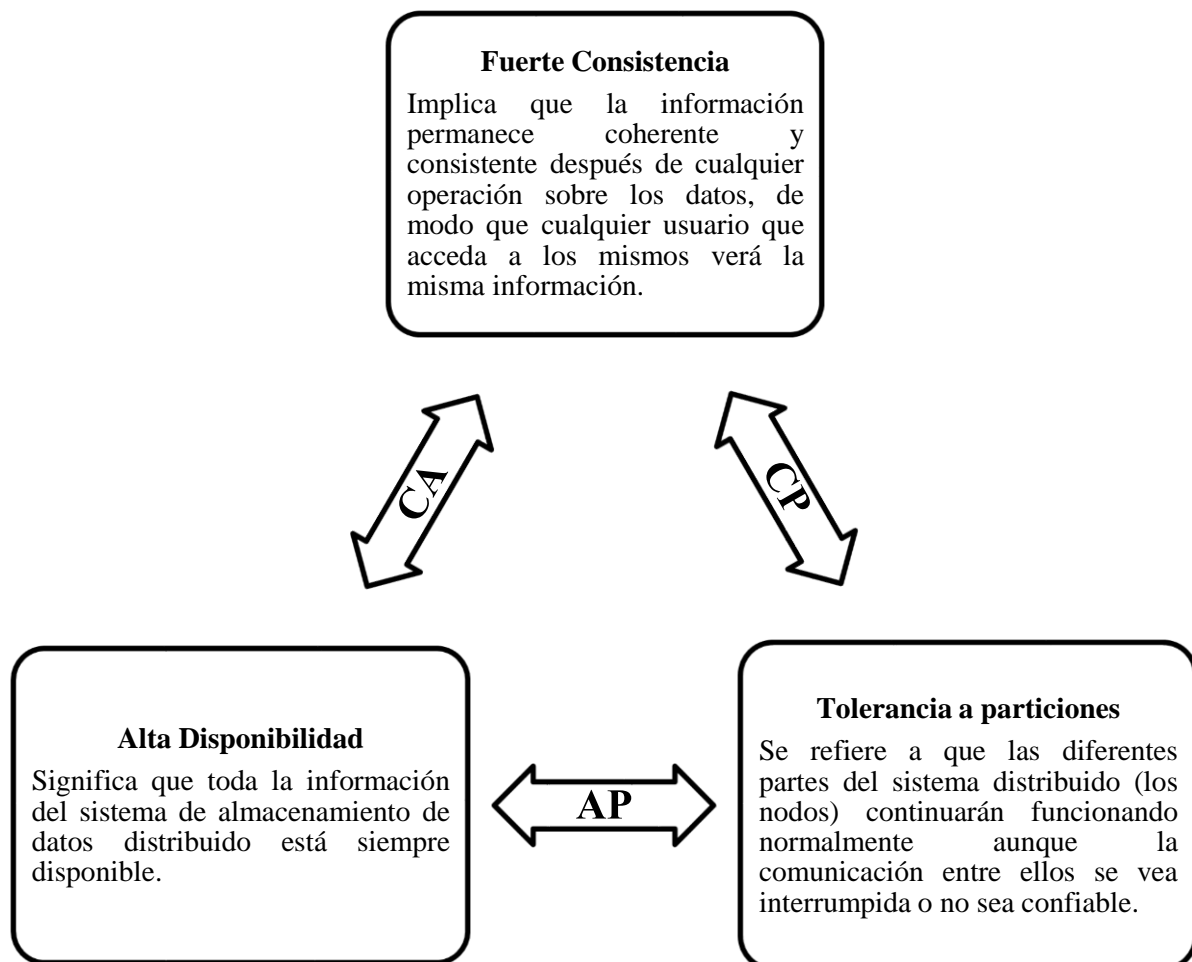 Fuerte Consistencia
Implica que la información
permanece coherente y
consistente después de cualquier
operación sobre los datos, de
modo que cualquier usuario que
acceda a los mismos verá la
misma información.
CA
CP
Alta Disponibilidad
Significa que toda la información
del sistema de almacenamiento de
datos distribuido está siempre
disponible.
AP
Tolerancia a particiones
Se refiere a que las diferentes
partes del sistema distribuido (los
nodos) continuarán funcionando
normalmente aunque la
comunicación entre ellos se vea
interrumpida o no sea confiable.